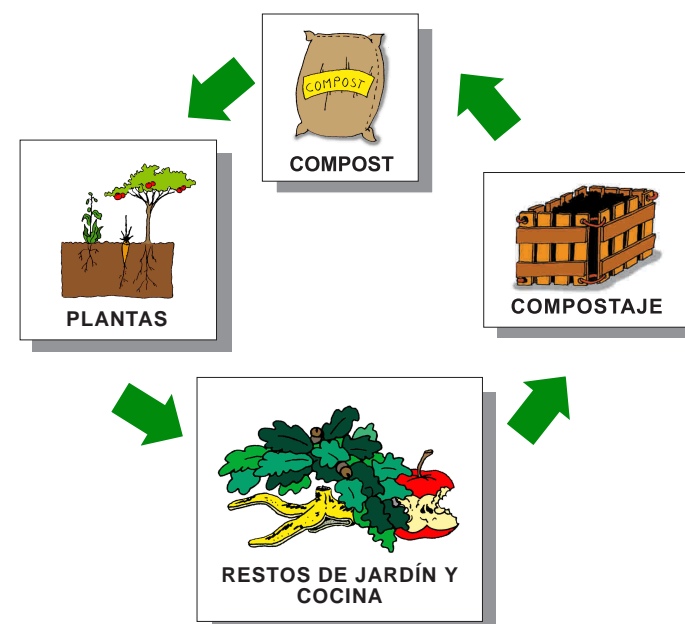 COMPOST
COMPOST
PLANTAS
COMPOSTAJE
RESTOS DE JARDÍN Y
COCINA